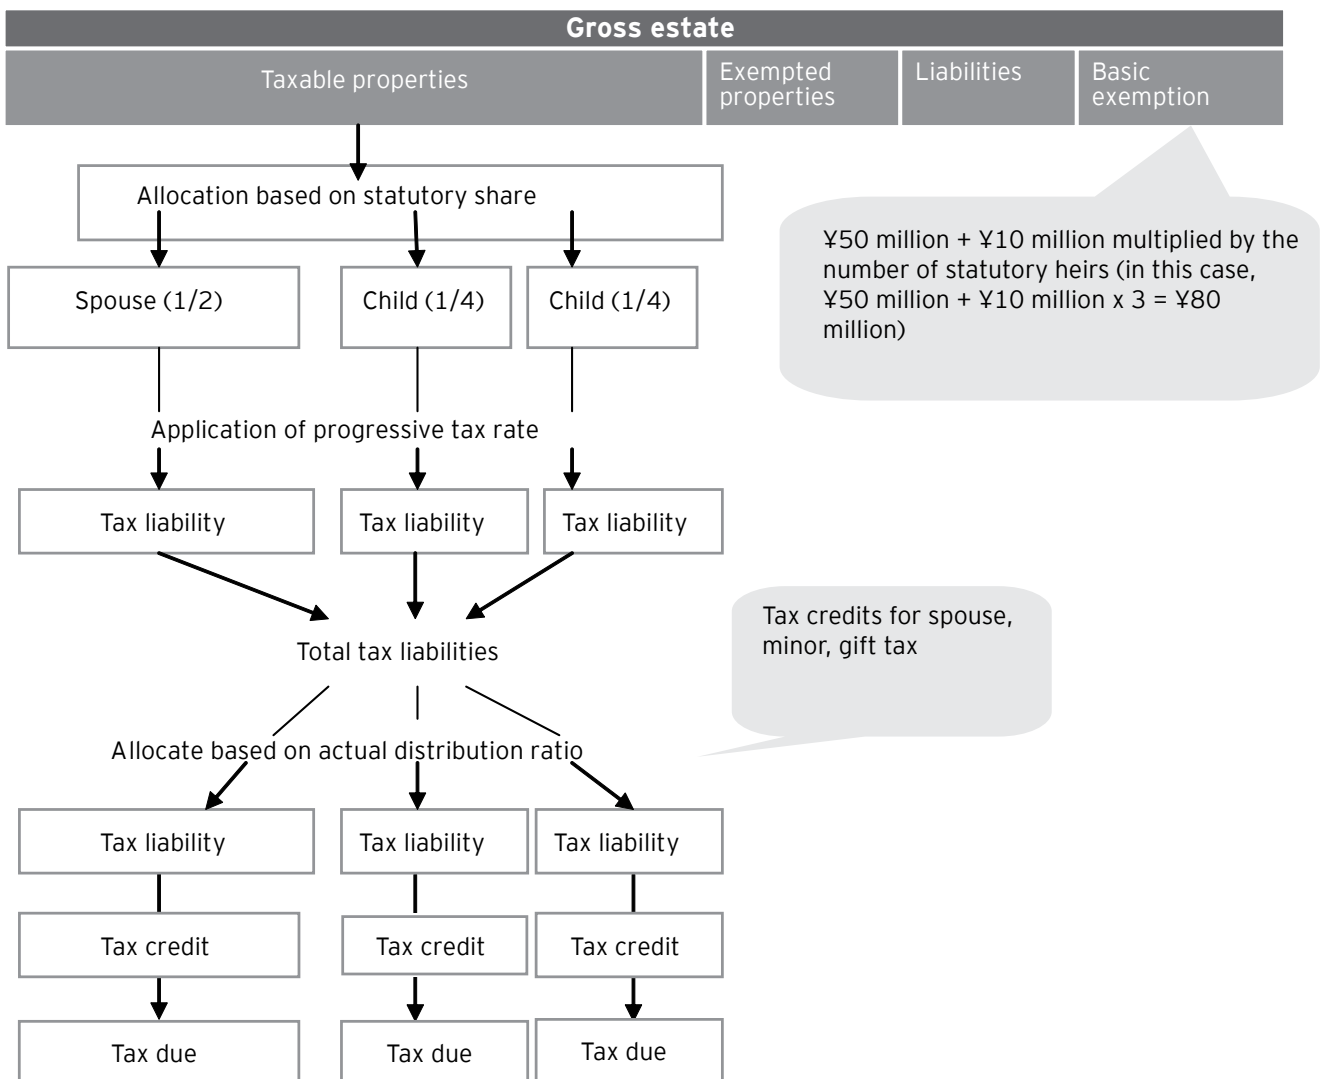 Gross estate
Taxable properties
Exempted
properties
Liabilities
Basic
exemption
Allocation based on statutory share
Spouse (1/2)
Child (1/4)
Child (1/4)
¥50 million + ¥10 million multiplied by the
number of statutory heirs (in this case,
¥50 million + ¥10 million x 3 = ¥80
million)
Application of progressive tax rate
Tax liability
Tax liability
Tax liability
Total tax liabilities
Tax credits for spouse,
minor, gift tax
Allocate based on actual distribution ratio
Tax liability
Tax liability
Tax liability
Tax credit
Tax credit
Tax credit
Tax due
Tax due
Tax due